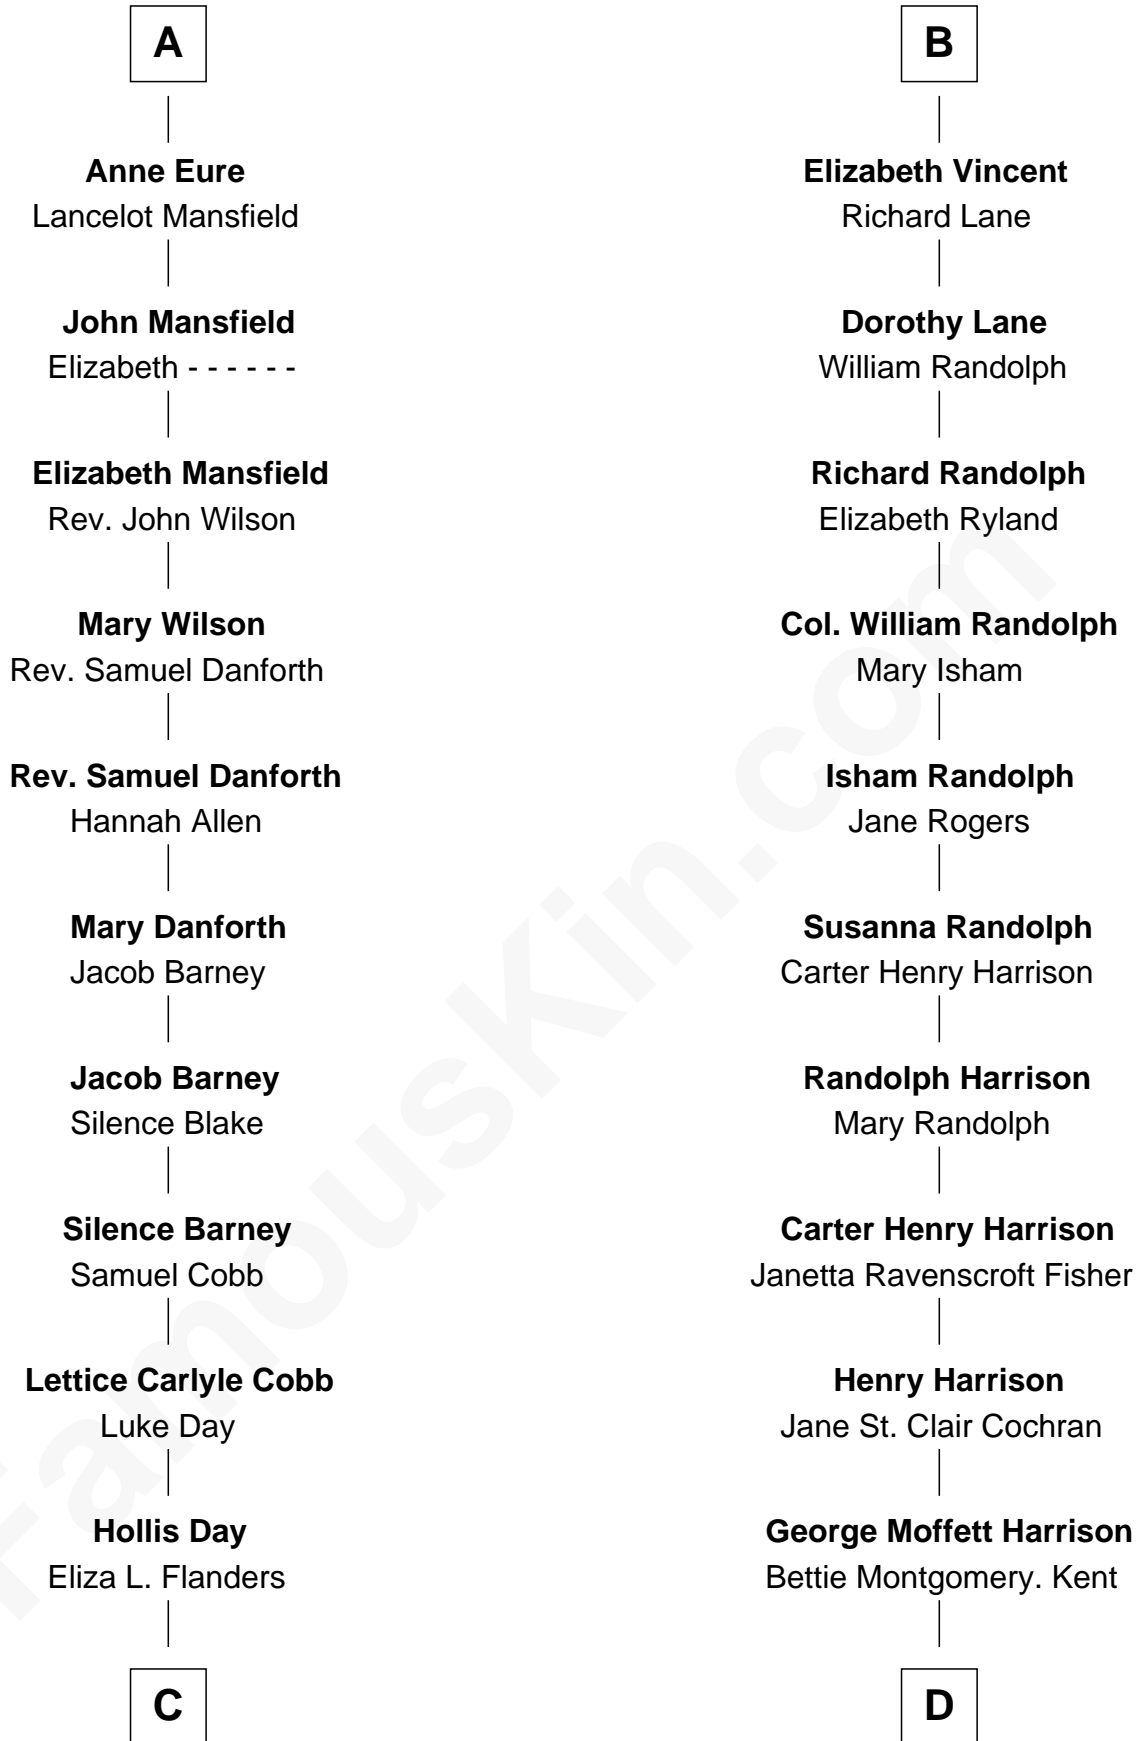 A
Anne Eure
Lancelot Mansfield
John Mansfield
Elizabeth - - - - - -
Elizabeth Mansfield
Rev. John Wilson
Mary Wilson
Rev. Samuel Danforth
Rev. Samuel Danforth
Hannah Allen
Mary Danforth
Jacob Barney
Jacob Barney
Silence Blake
Silence Barney
Samuel Cobb
Lettice Carlyle Cobb
Luke Day
Hollis Day
Eliza L. Flanders
C
B
Elizabeth Vincent
Richard Lane
Dorothy Lane
William Randolph
Richard Randolph
Elizabeth Ryland
Col. William Randolph
Mary Isham
Isham Randolph
Jane Rogers
Susanna Randolph
Carter Henry Harrison
Randolph Harrison
Mary Randolph
Carter Henry Harrison
Janetta Ravenscroft Fisher
Henry Harrison
Jane St. Clair Cochran
George Moffett Harrison
Bettie Montgomery. Kent
D
FamousKin.com